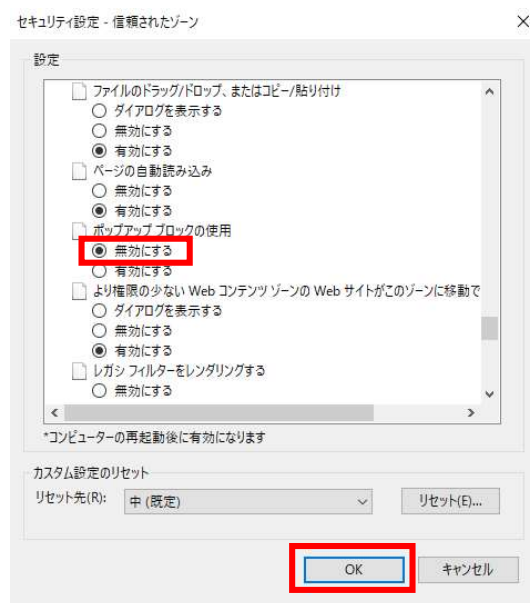 セキュリティ設定 - 信頼されたゾーン
設定
ファイルのドラッグ/ドロップ、またはコピー/貼り付け
ダイアログを表示する
無効にする
有効にする
ページの自動読み込み
無効にする
有効にする
ポップアップ ブロックの使用
無効にする
有効にする
より権限の少ない Web コンテンツ ゾーンの Web サイトがこのゾーンに移動で
ダイアログを表示する
無効にする
有効にする
レガシ フィルターをレンダリングする
無効にする
*コンピューターの再起動後に有効になります
カスタム設定のリセット
リセット先(R): 中 (既定) リセット(E)...
OK キャンセル